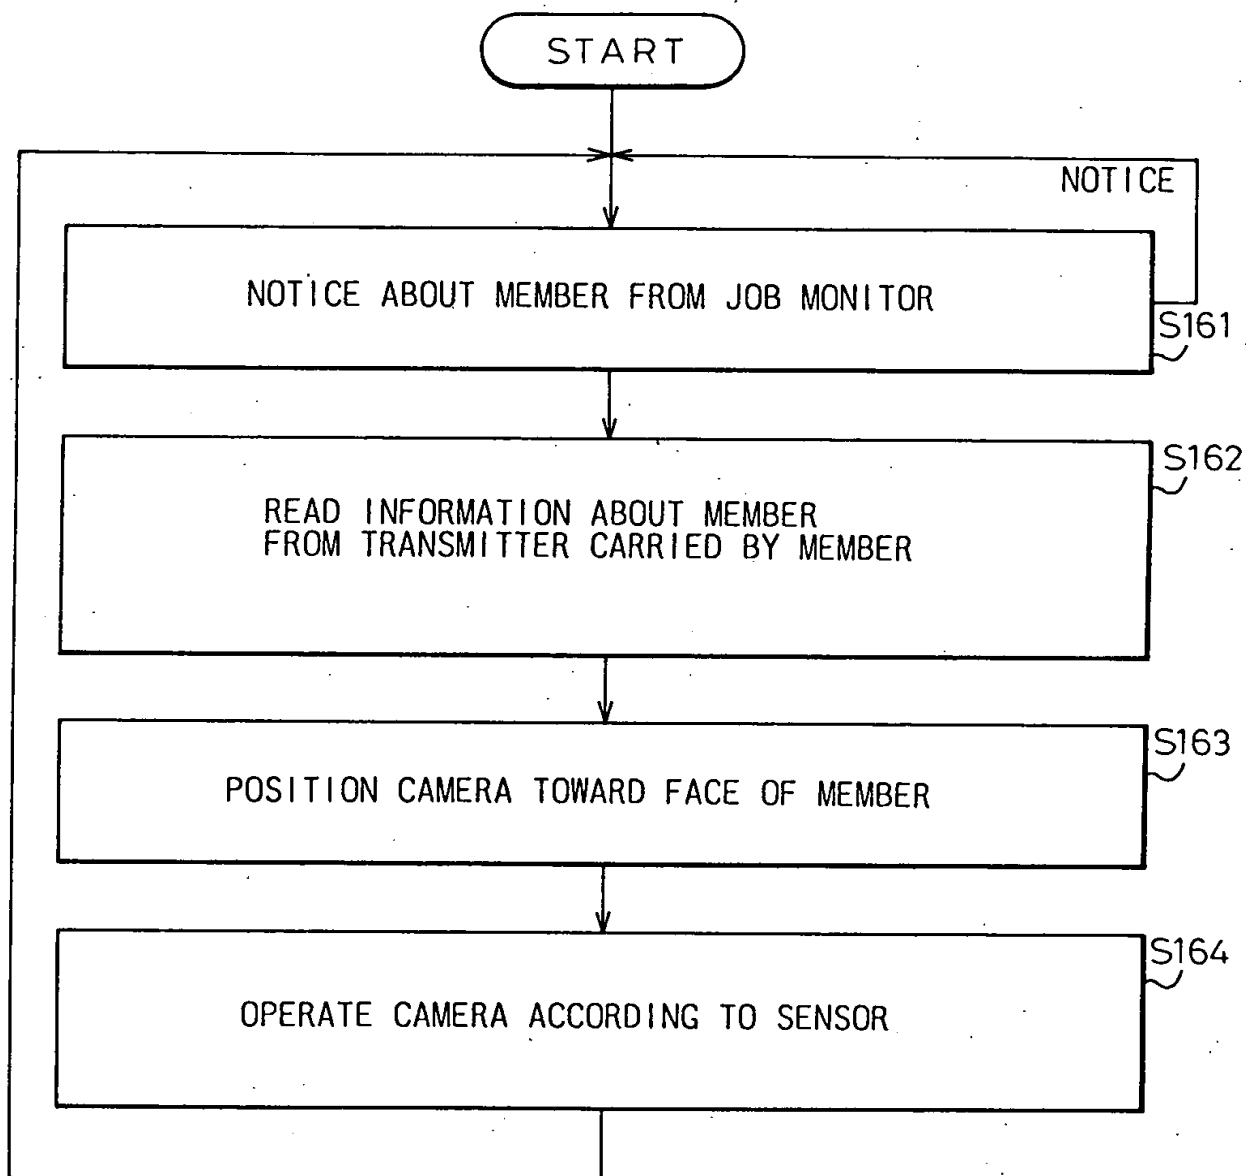 START
NOTICE
NOTICE ABOUT MEMBER FROM JOB MONITOR
S161
S162
READ INFORMATION ABOUT MEMBER
FROM TRANSMITTER CARRIED BY MEMBER
S163
POSITION CAMERA TOWARD FACE OF MEMBER
S164
OPERATE CAMERA ACCORDING TO SENSOR